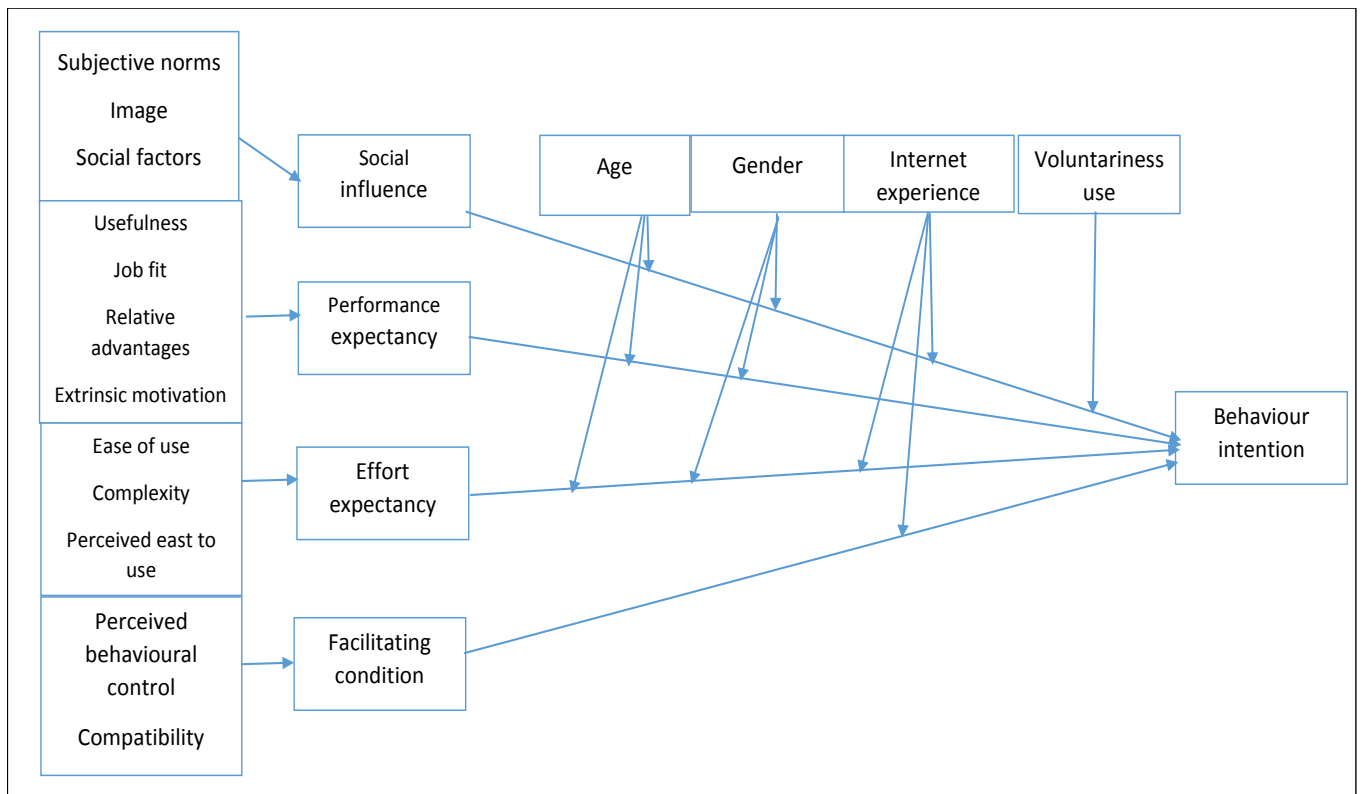 Subjective norms
Image
Social factors
Usefulness
Job fit
Relative
advantages
Extrinsic motivation
Ease of use
Complexity
Perceived east to
use
Perceived
behavioural
control
Compatibility
Social
influence
Performance
expectancy
Effort
expectancy
Facilitating
condition
Age
Gender
Internet
experience
Voluntariness
use
Behaviour
intention